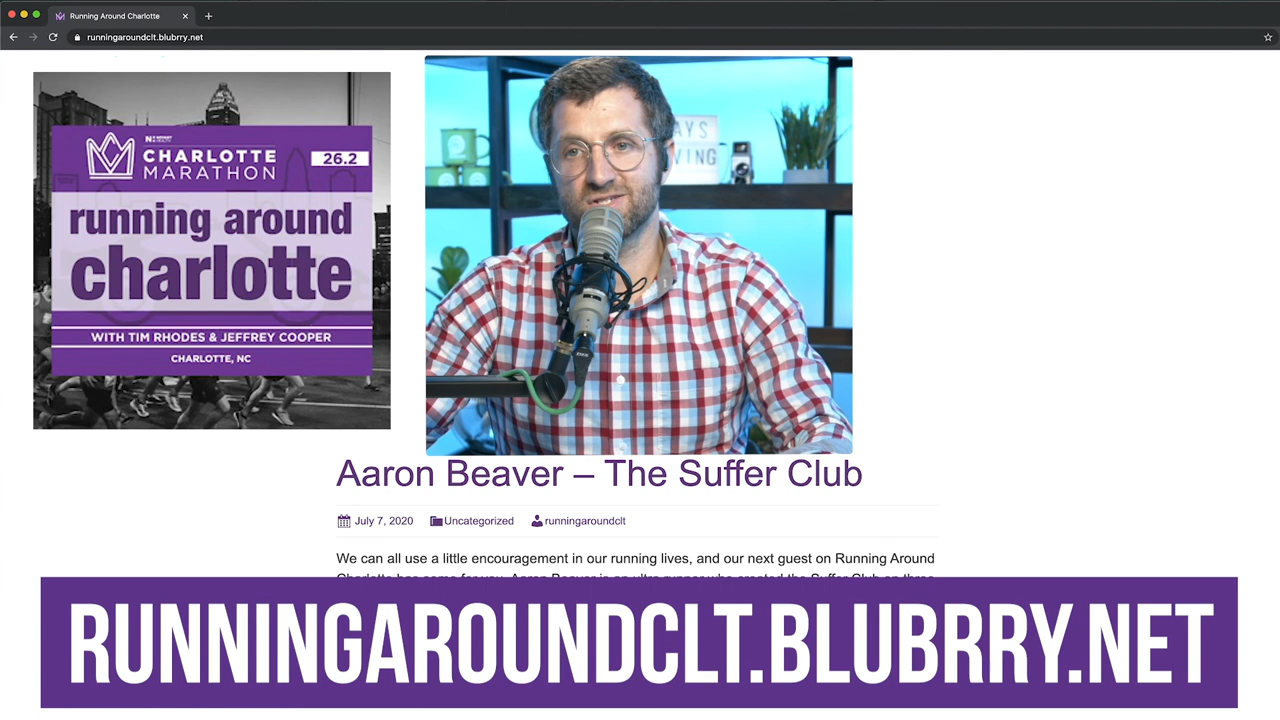 Running Around Charlotte
runningaroundclt.blubrry.net
CHARLOTTE
MARATHON
26.2
running around
charlotte
WITH TIM RHODES & JEFFREY COOPER
CHARLOTTE, NC
AYS
VING
Aaron Beaver – The Suffer Club
July 7, 2020 Uncategorized runningaroundclt
We can all use a little encouragement in our running lives, and our next guest on Running Around
RUNNINGAROUNDCLT.BLUBRRY.NET